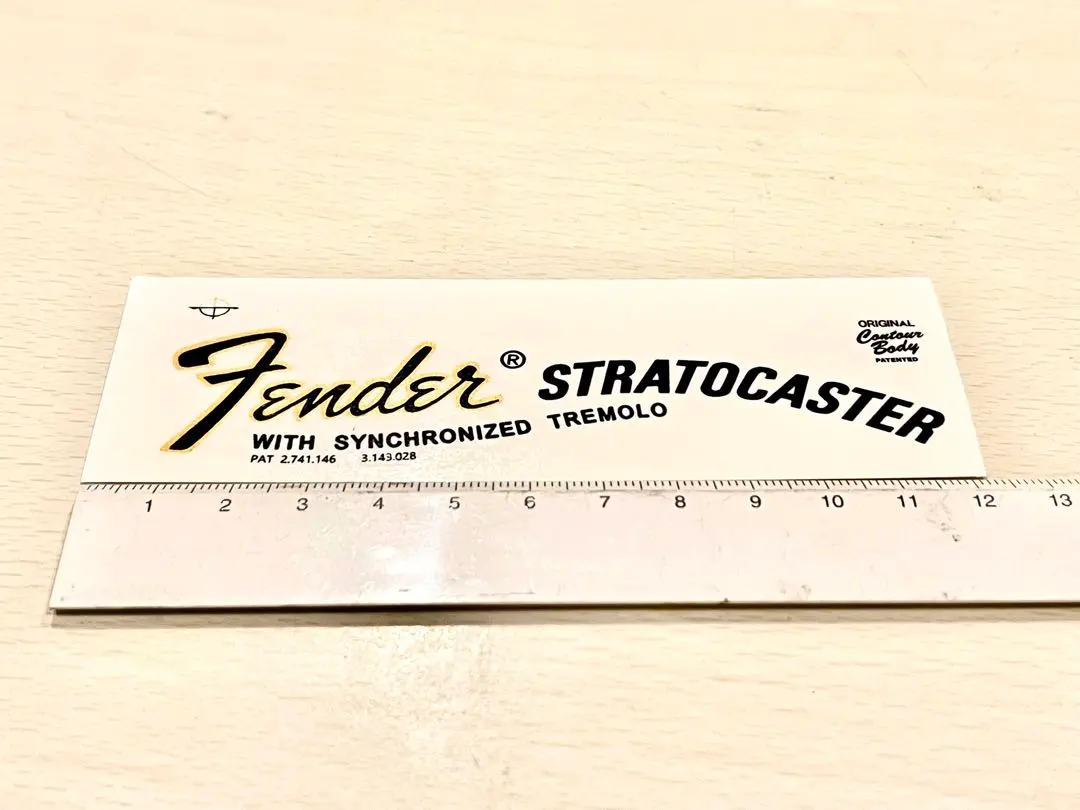 Fender® STRATOCASTER
WITH SYNCHRONIZED TREMOLO
PAT 2.741.146 3.143.028
ORIGINAL
Contour
Body
PATENTED
1 2 3 4 5 6 7 8 9 10 11 12 13